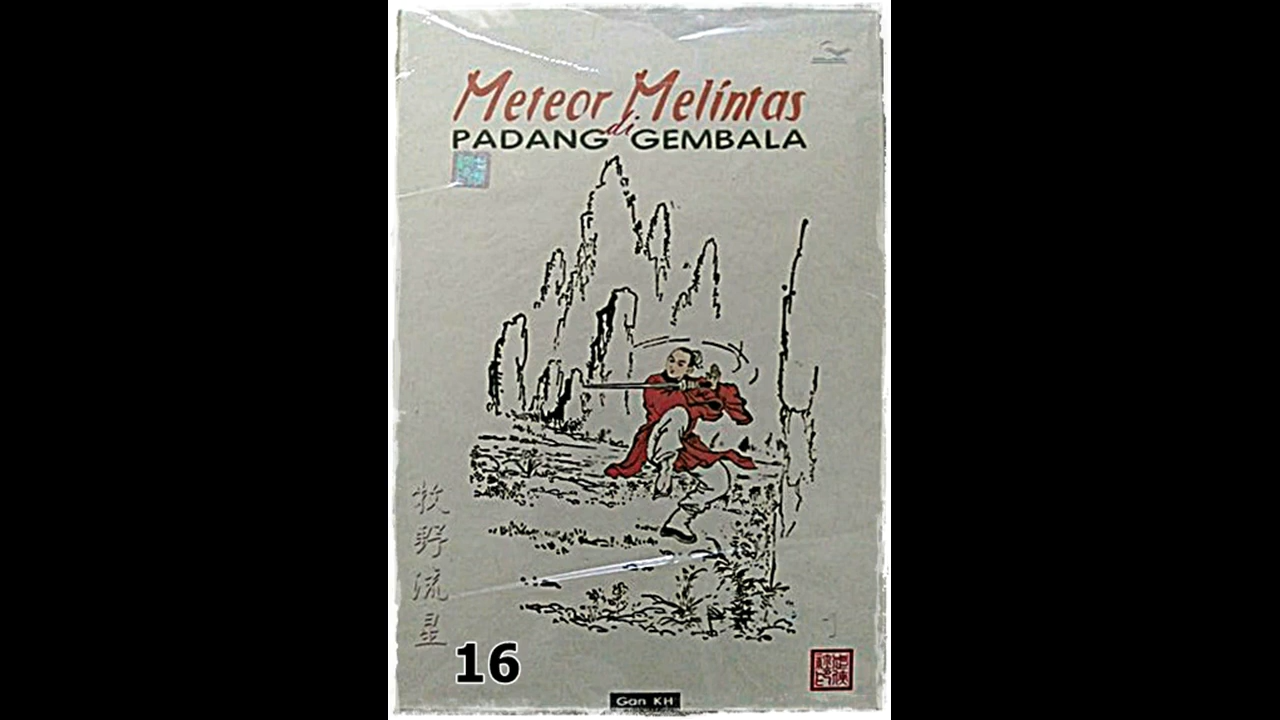 Meteor Melintas
di
PADANG GEMBALA
牧
野
流
星
16
Gan KH